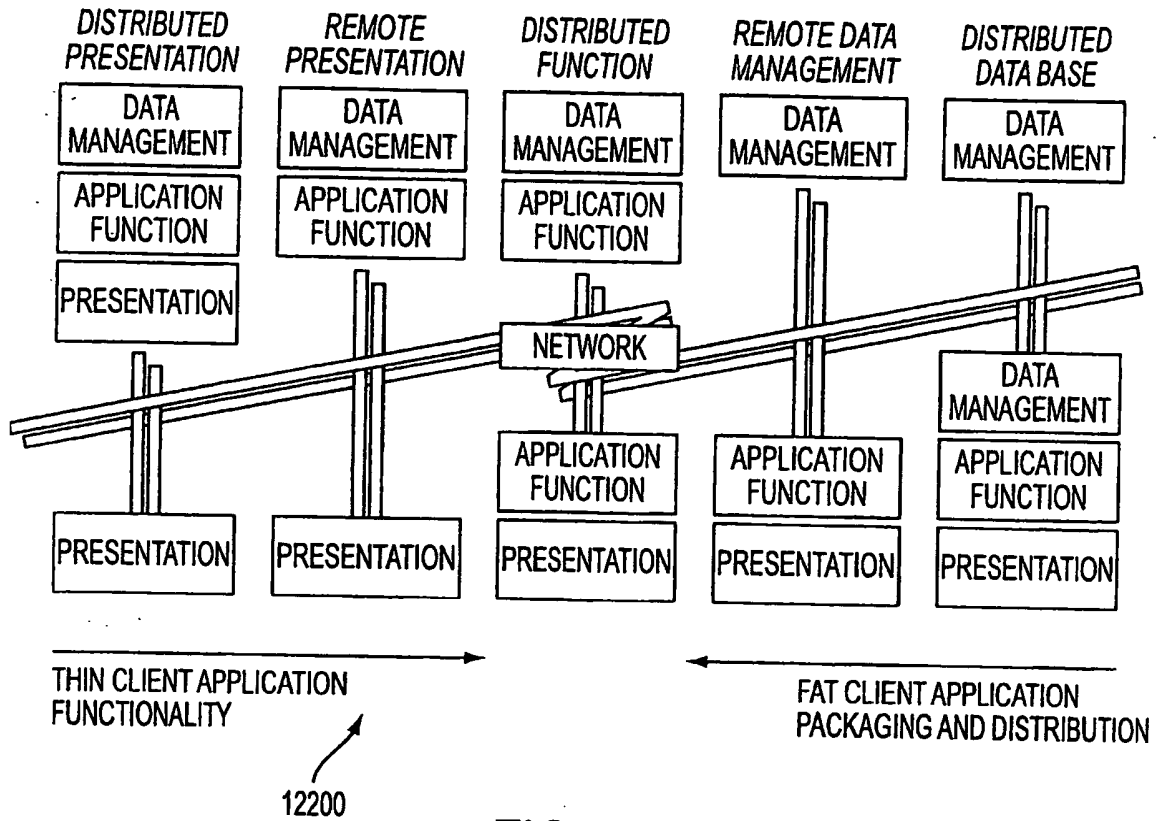 DISTRIBUTED
PRESENTATION
REMOTE
PRESENTATION
DISTRIBUTED
FUNCTION
REMOTE DATA
MANAGEMENT
DISTRIBUTED
DATA BASE
DATA
MANAGEMENT
APPLICATION
FUNCTION
PRESENTATION
DATA
MANAGEMENT
APPLICATION
FUNCTION
DATA
MANAGEMENT
APPLICATION
FUNCTION
DATA
MANAGEMENT
DATA
MANAGEMENT
NETWORK
PRESENTATION
PRESENTATION
APPLICATION
FUNCTION
PRESENTATION
APPLICATION
FUNCTION
PRESENTATION
DATA
MANAGEMENT
APPLICATION
FUNCTION
PRESENTATION
THIN CLIENT APPLICATION
FUNCTIONALITY
FAT CLIENT APPLICATION
PACKAGING AND DISTRIBUTION
12200